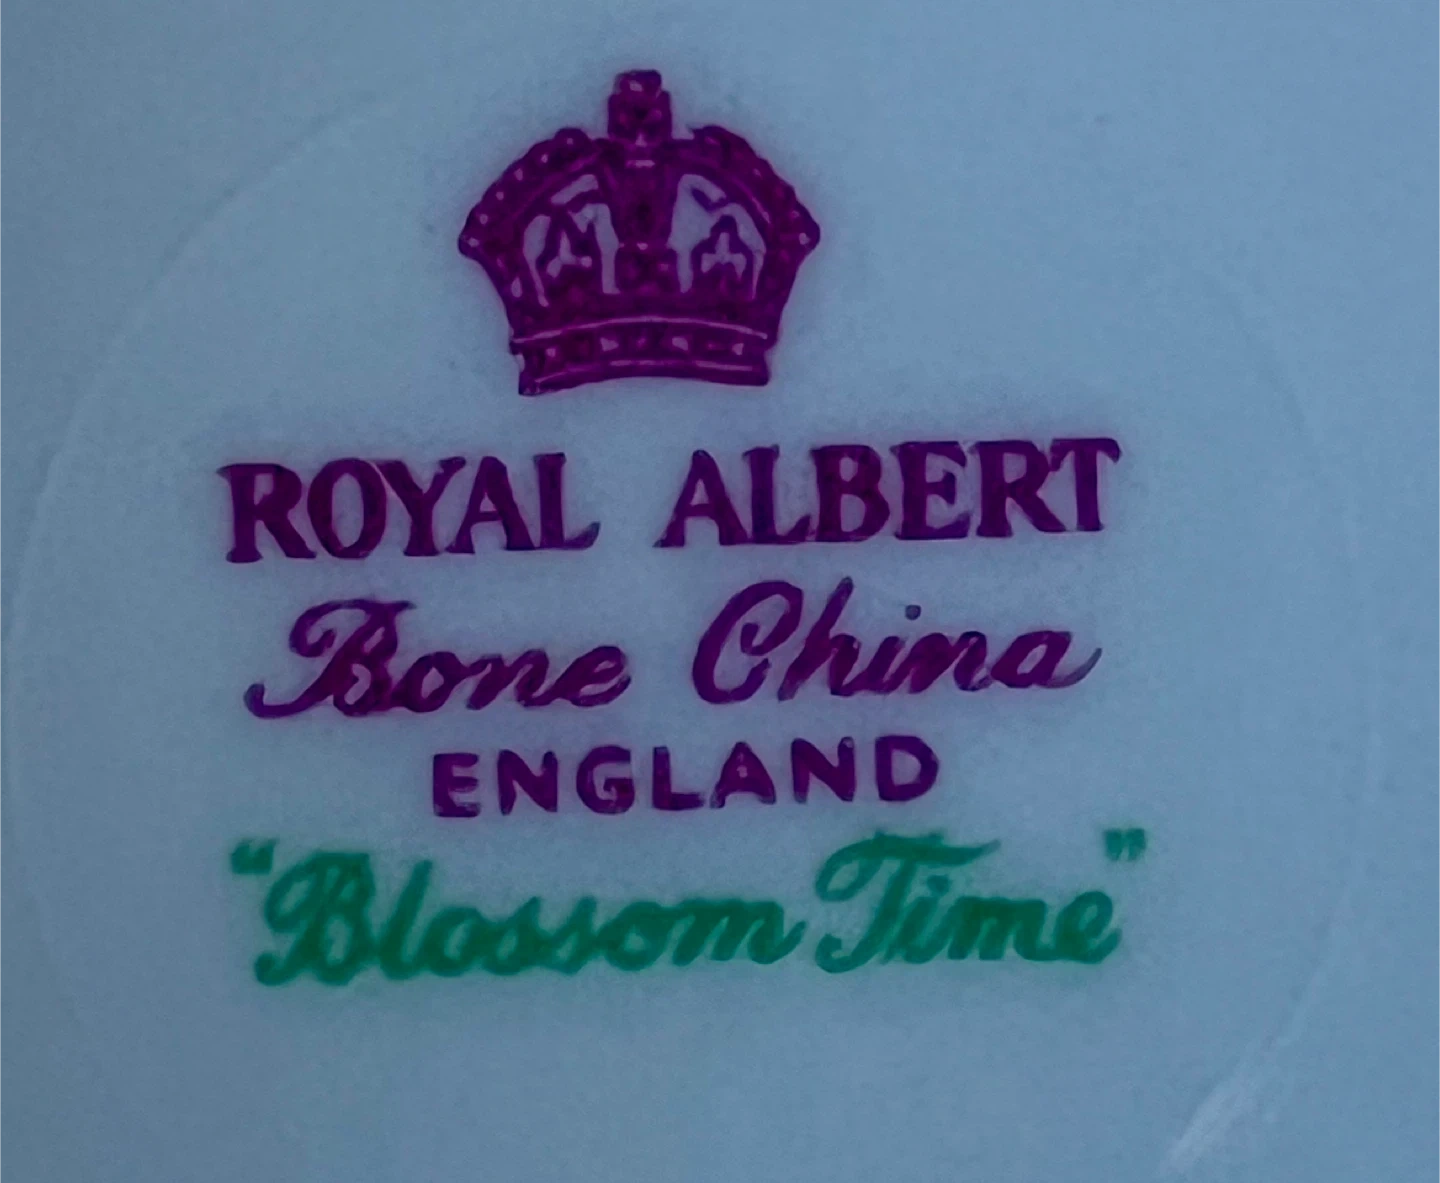 ROYAL ALBERT
Bone China
ENGLAND
"Blossom Time"